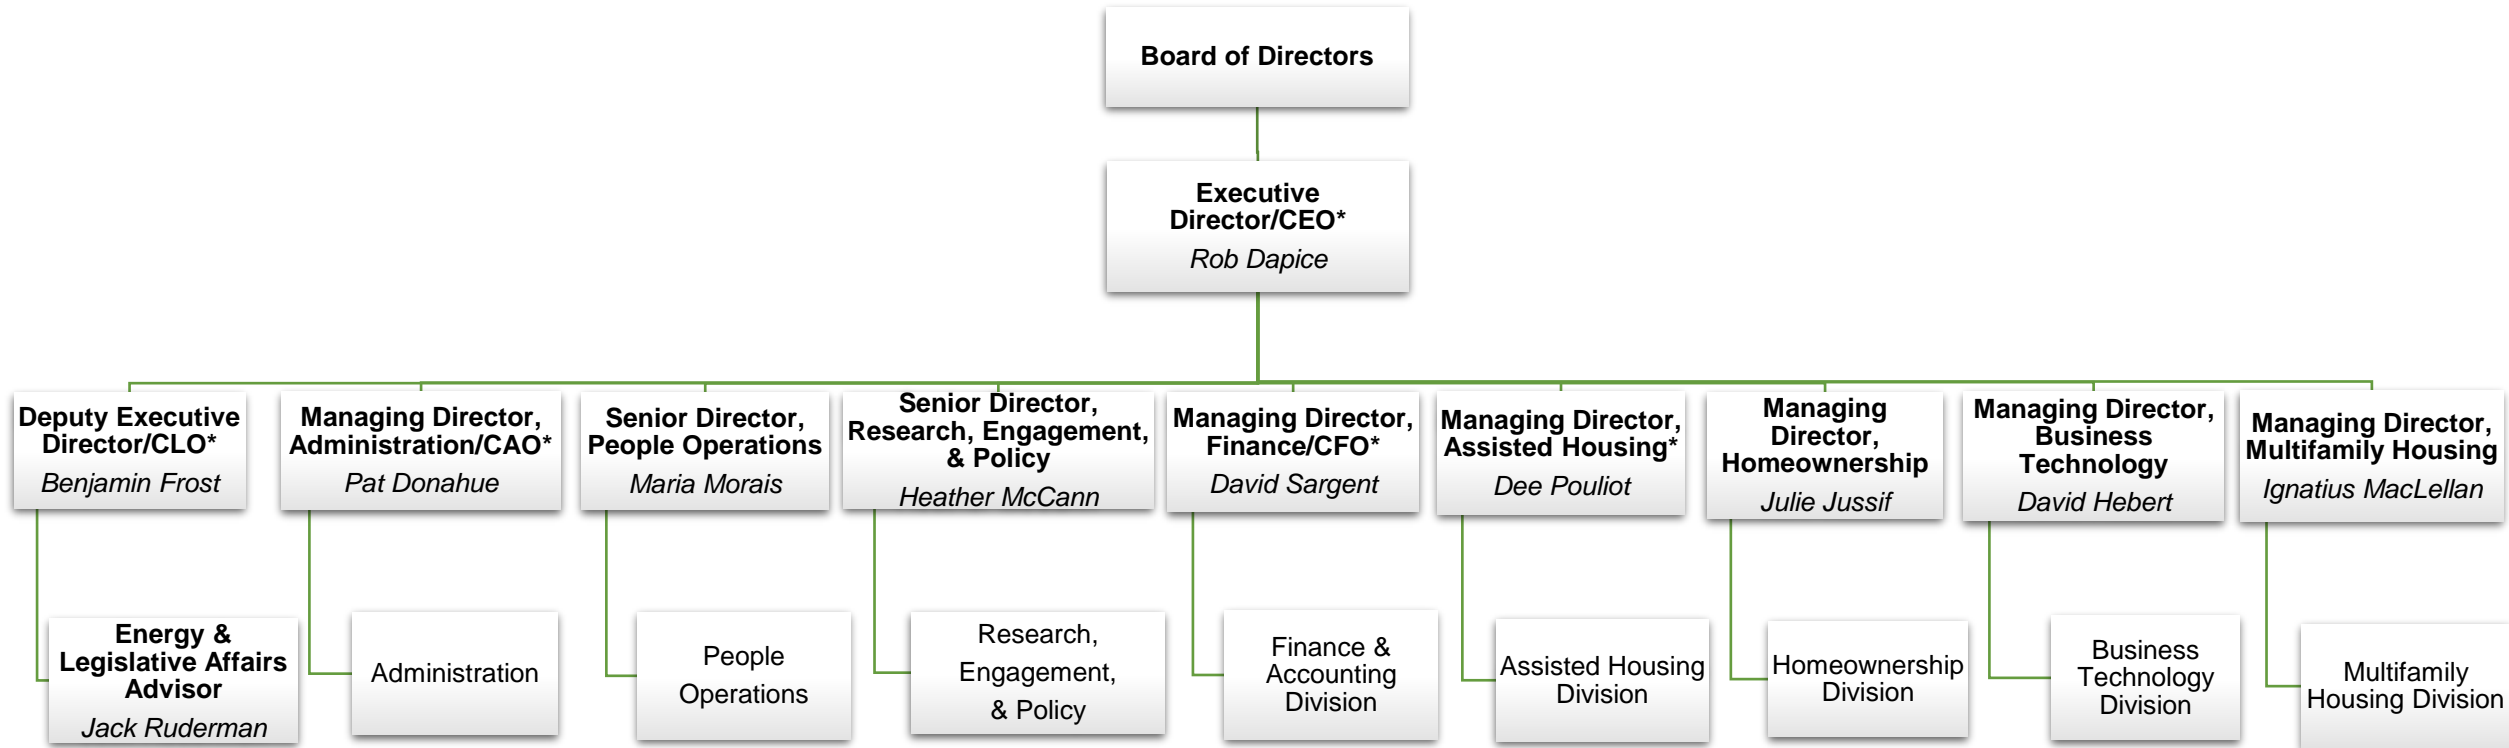 Board of Directors
Executive
Director/CEO*
Rob Dapice
Deputy Executive
Director/CLO*
Benjamin Frost
Managing Director,
Administration/CAO*
Pat Donahue
Senior Director,
People Operations
Maria Morais
Senior Director,
Research, Engagement,
& Policy
Heather McCann
Managing Director,
Finance/CFO*
David Sargent
Managing Director,
Assisted Housing*
Dee Pouliot
Managing
Director,
Homeownership
Julie Jussif
Managing Director,
Business
Technology
David Hebert
Managing Director,
Multifamily Housing
Ignatius MacLellan
Energy &
Legislative Affairs
Advisor
Jack Ruderman
Administration
People
Operations
Research,
Engagement,
& Policy
Finance &
Accounting
Division
Assisted Housing
Division
Homeownership
Division
Business
Technology
Division
Multifamily
Housing Division